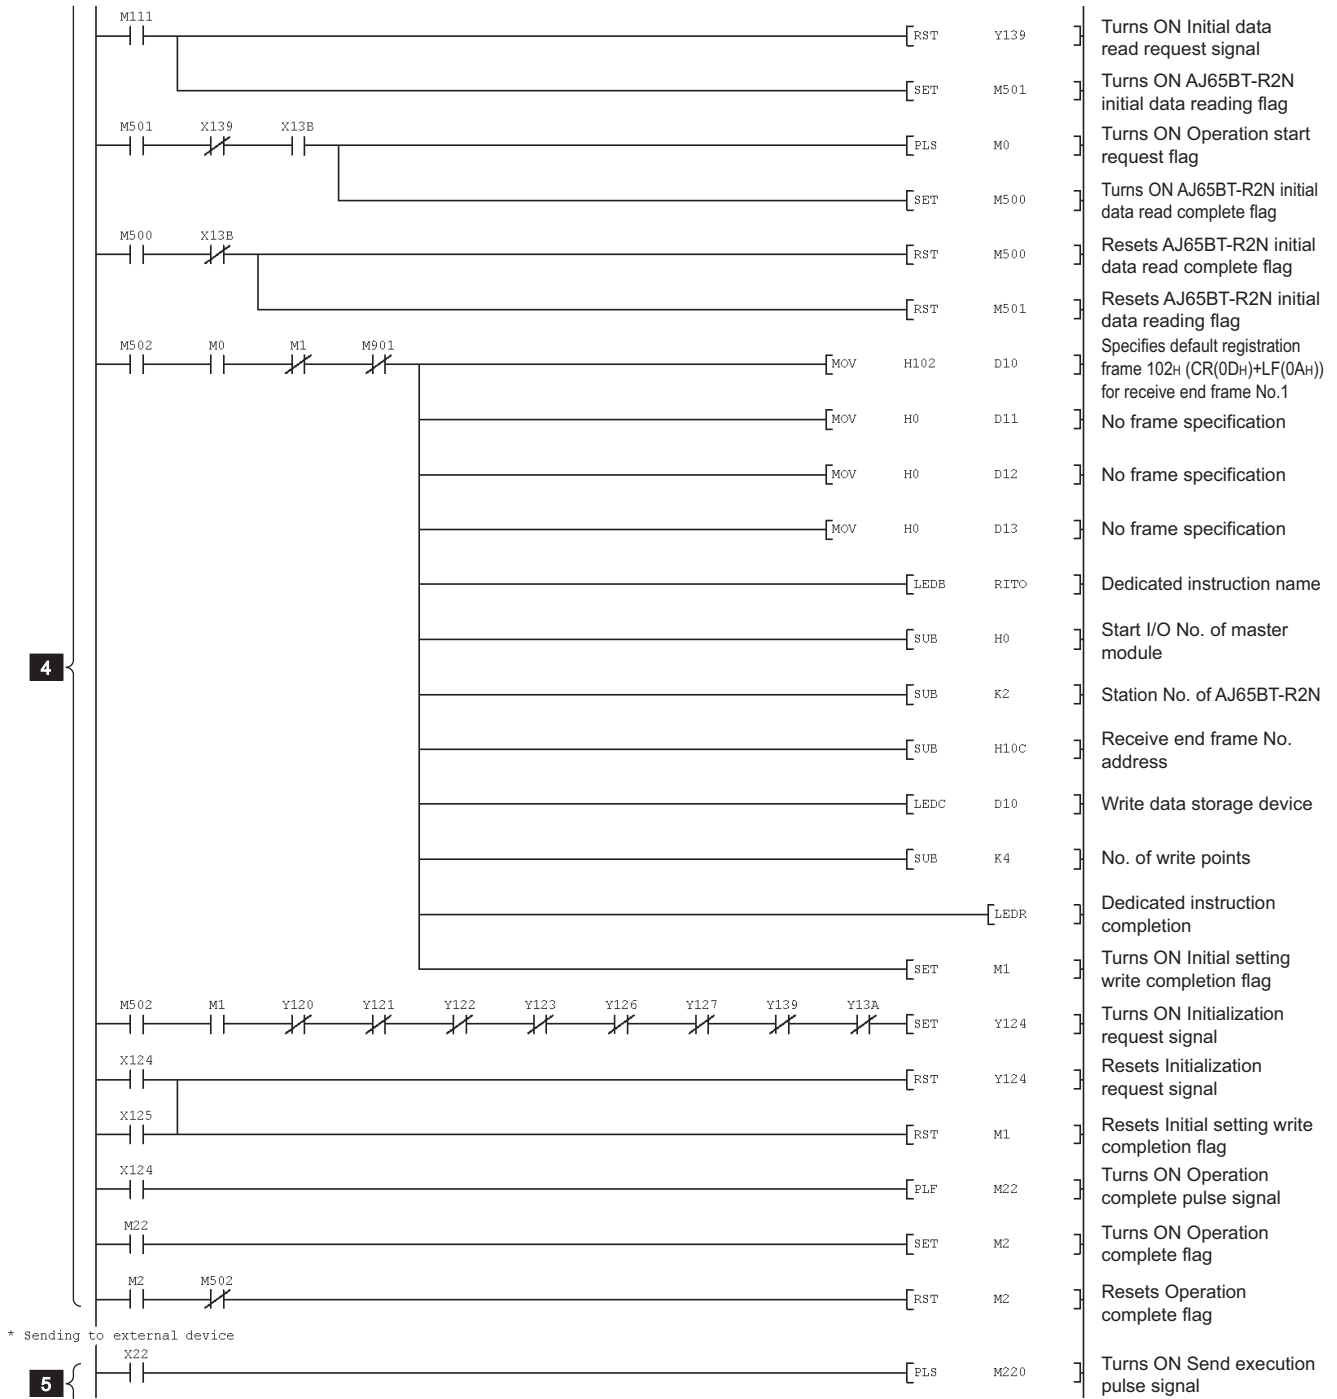 M111
RST Y139 Turns ON Initial data
read request signal
SET M501 Turns ON AJ65BT-R2N
initial data reading flag
M501 X139 X13B
PLS M0 Turns ON Operation start
request flag
SET M500 Turns ON AJ65BT-R2N initial
data read complete flag
M500 X13B
RST M500 Resets AJ65BT-R2N initial
data read complete flag
RST M501 Resets AJ65BT-R2N initial
data reading flag
M502 M0 M1 M901
MOV H102 D10 Specifies default registration
frame 102H (CR(0DH)+LF(0AH))
for receive end frame No.1
MOV H0 D11 No frame specification
MOV H0 D12 No frame specification
MOV H0 D13 No frame specification
LEDB RITO Dedicated instruction name
SUB H0 Start I/O No. of master
module
4
SUB K2 Station No. of AJ65BT-R2N
SUB H10C Receive end frame No.
address
LEDC D10 Write data storage device
SUB K4 No. of write points
LEDR Dedicated instruction
completion
SET M1 Turns ON Initial setting
write completion flag
M502 M1 Y120 Y121 Y122 Y123 Y126 Y127 Y139 Y13A
SET Y124 Turns ON Initialization
request signal
X124
RST Y124 Resets Initialization
request signal
X125
RST M1 Resets Initial setting write
completion flag
X124
PLF M22 Turns ON Operation
complete pulse signal
M22
SET M2 Turns ON Operation
complete flag
M2 M502
RST M2 Resets Operation
complete flag
* Sending to external device
X22
5
PLS M220 Turns ON Send execution
pulse signal